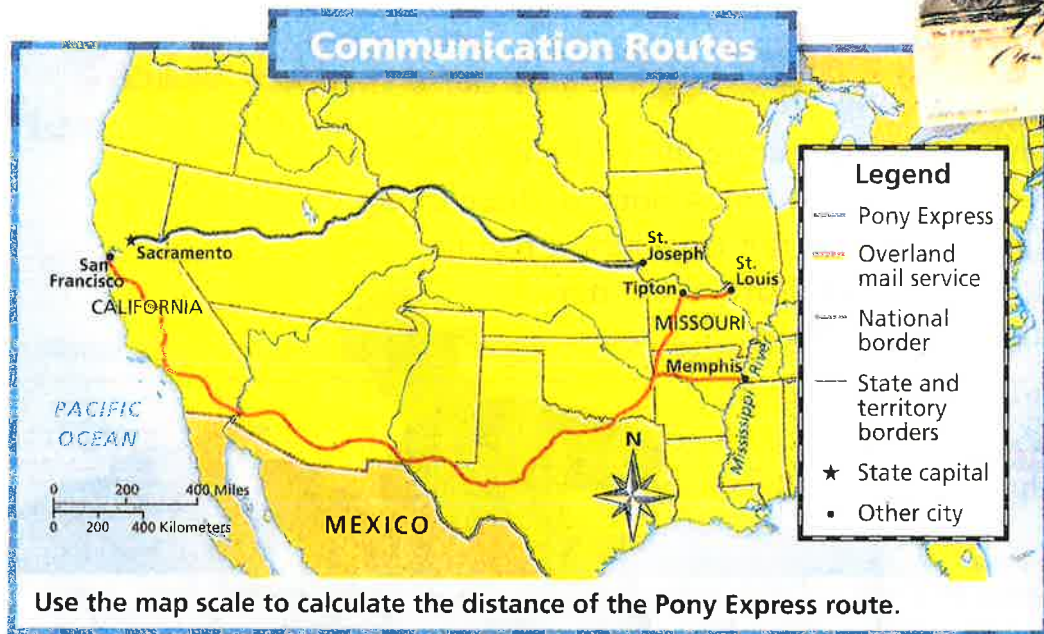 Communication Routes
Legend
Pony Express
Overland
mail service
National
border
State and
territory
borders
State capital
Other city
Sacramento
San
Francisco
CALIFORNIA
St.
Joseph
St.
Louis
Tipton
MISSOURI
Memphis
Mississippi River
PACIFIC
OCEAN
N
0 200 400 Miles
0 200 400 Kilometers
MEXICO
Use the map scale to calculate the distance of the Pony Express route.